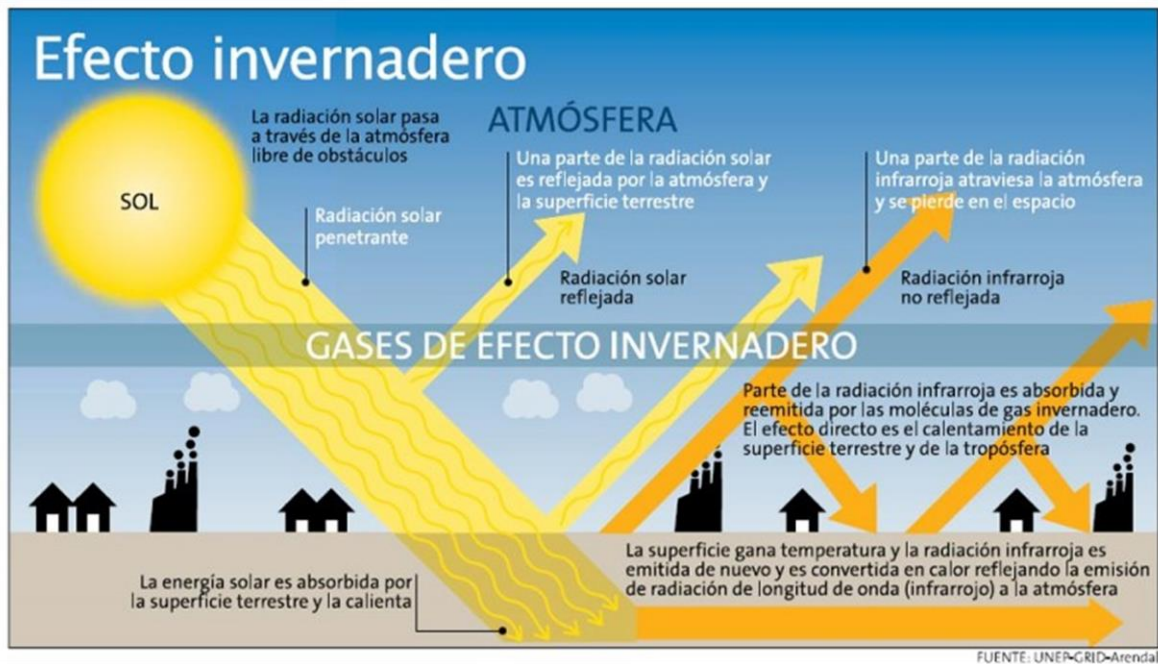 Efecto invernadero
SOL
La radiación solar pasa
a través de la atmósfera
libre de obstáculos
Radiación solar
penetrante
ATMÓSFERA
Una parte de la radiación solar
es reflejada por la atmósfera y
la superficie terrestre
Radiación solar
reflejada
Una parte de la radiación
infrarroja atraviesa la atmósfera
y se pierde en el espacio
Radiación infrarroja
no reflejada
GASES DE EFECTO INVERNADERO
Parte de la radiación infrarroja es absorbida y
reemitida por las moléculas de gas invernadero.
El efecto directo es el calentamiento de la
superficie terrestre y de la tropósfera
La energía solar es absorbida por
la superficie terrestre y la calienta
La superficie gana temperatura y la radiación infrarroja es
emitida de nuevo y es convertida en calor reflejando la emisión
de radiación de longitud de onda (infrarrojo) a la atmósfera
FUENTE: UNEP-GRID-Arendal